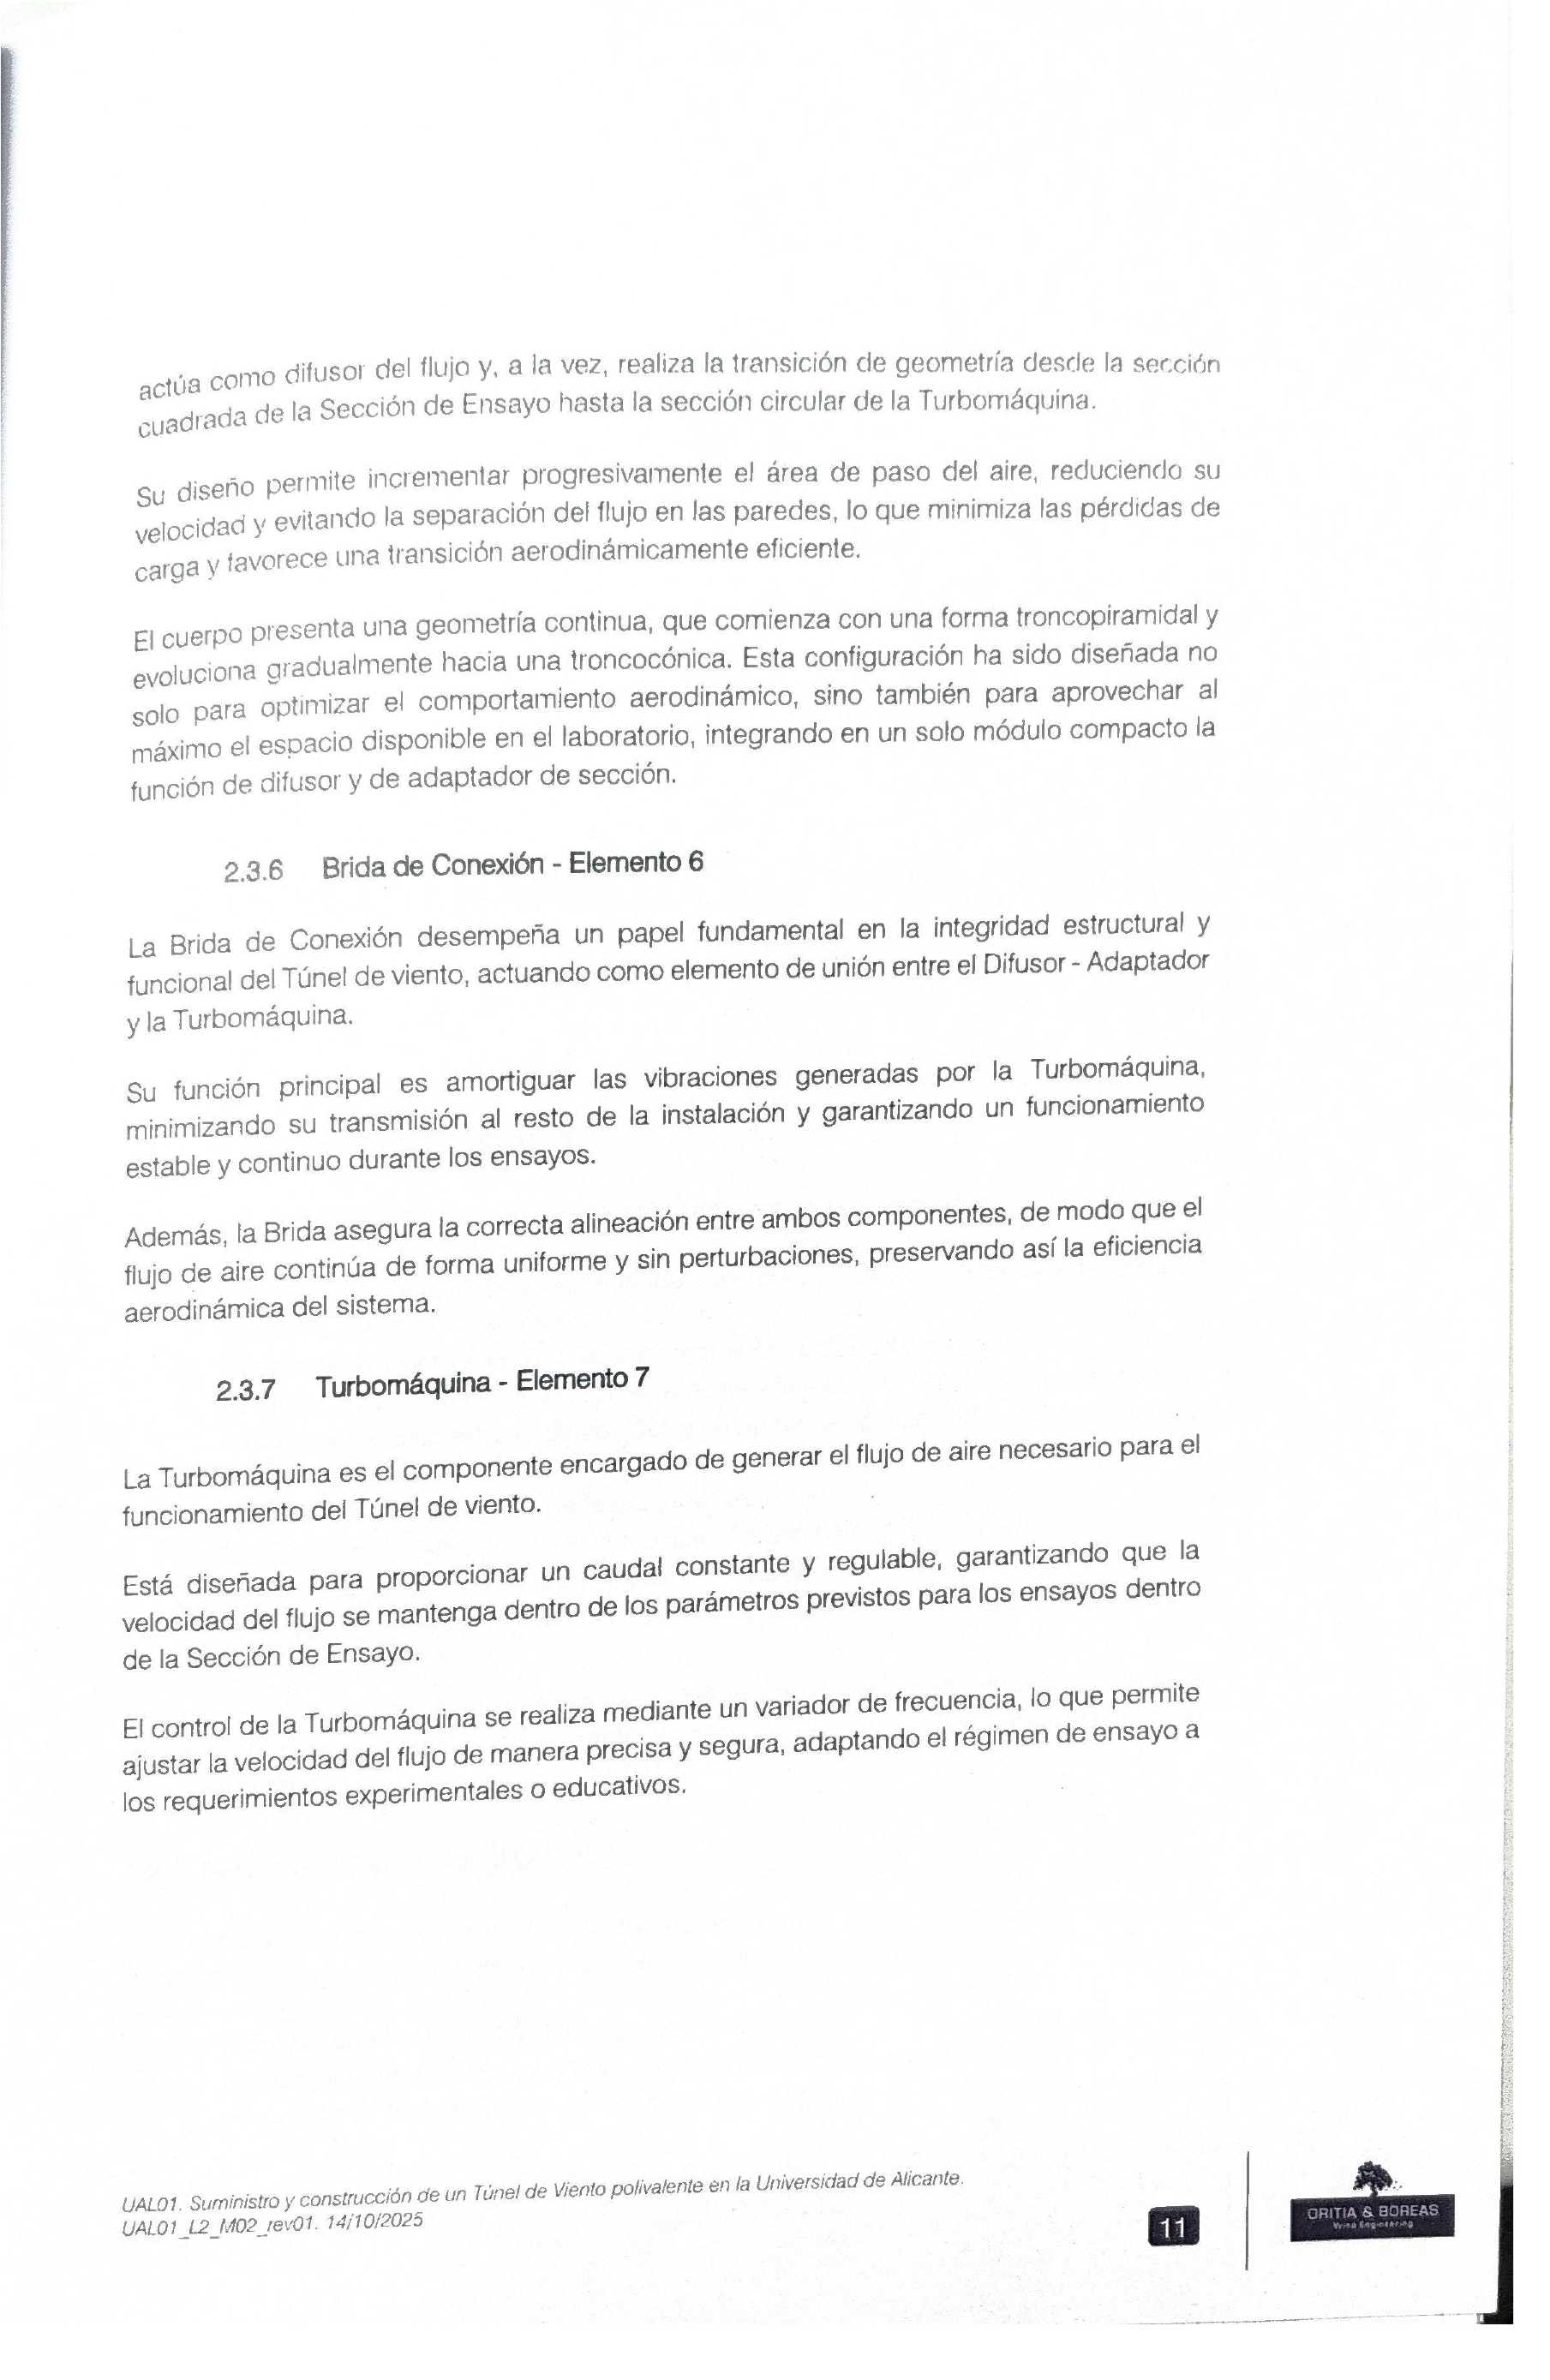 actúa como difusor del flujo y, a la vez, realiza la transición de geometría desde la sección
cuadrada de la Sección de Ensayo hasta la sección circular de la Turbomáquina.
Su diseño permite incrementar progresivamente el área de paso del aire, reduciendo su
velocidad y evitando la separación del flujo en las paredes, lo que minimiza las pérdidas de
carga y favorece una transición aerodinámicamente eficiente.
El cuerpo presenta una geometría continua, que comienza con una forma troncopiramidal y
evoluciona gradualmente hacia una troncocónica. Esta configuración ha sido diseñada no
solo para optimizar el comportamiento aerodinámico, sino también para aprovechar al
máximo el espacio disponible en el laboratorio, integrando en un solo módulo compacto la
función de difusor y de adaptador de sección.
2.3.6 Brida de Conexión - Elemento 6
La Brida de Conexión desempeña un papel fundamental en la integridad estructural y
funcional del Túnel de viento, actuando como elemento de unión entre el Difusor - Adaptador
y la Turbomáquina.
Su función principal es amortiguar las vibraciones generadas por la Turbomáquina,
minimizando su transmisión al resto de la instalación y garantizando un funcionamiento
estable y continuo durante los ensayos.
Además, la Brida asegura la correcta alineación entre ambos componentes, de modo que el
flujo de aire continúa de forma uniforme y sin perturbaciones, preservando así la eficiencia
aerodinámica del sistema.
2.3.7 Turbomáquina - Elemento 7
La Turbomáquina es el componente encargado de generar el flujo de aire necesario para el
funcionamiento del Túnel de viento.
Está diseñada para proporcionar un caudal constante y regulable, garantizando que la
velocidad del flujo se mantenga dentro de los parámetros previstos para los ensayos dentro
de la Sección de Ensayo.
El control de la Turbomáquina se realiza mediante un variador de frecuencia, lo que permite
ajustar la velocidad del flujo de manera precisa y segura, adaptando el régimen de ensayo a
los requerimientos experimentales o educativos.
UAL01. Suministro y construcción de un Túnel de Viento polivalente en la Universidad de Alicante.
UAL01_L2_M02_rev01. 14/10/2025
11
ORITIA & BOREAS
Wind Engineering